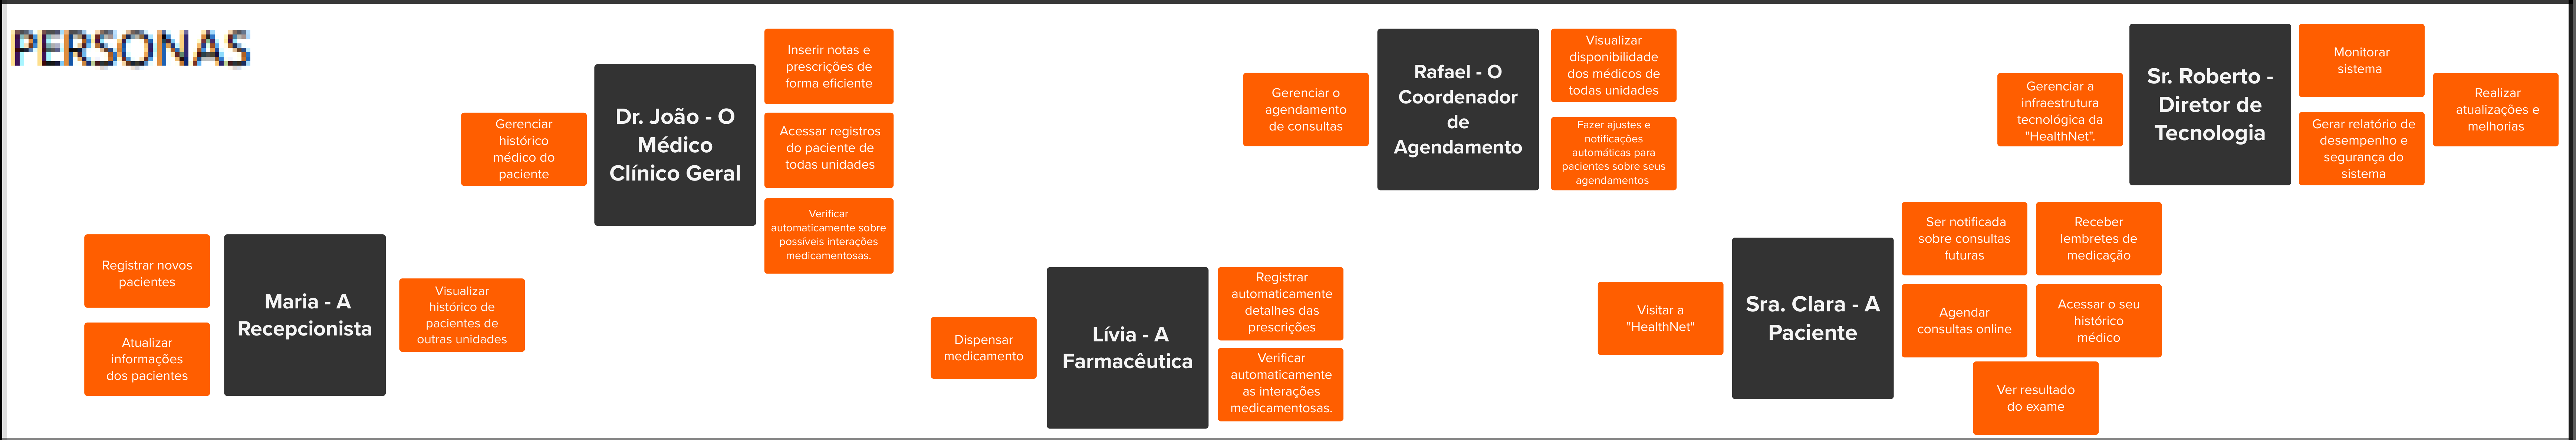 PERSONAS
Registrar novos
pacientes
Atualizar
informações
dos pacientes
Maria - A
Recepcionista
Visualizar
histórico de
pacientes de
outras unidades
Gerenciar
histórico
médico do
paciente
Dr. João - O
Médico
Clínico Geral
Inserir notas e
prescrições de
forma eficiente
Acessar registros
do paciente de
todas unidades
Verificar
automaticamente sobre
possíveis interações
medicamentosas.
Dispensar
medicamento
Lívia - A
Farmacêutica
Registrar
automaticamente
detalhes das
prescrições
Verificar
automaticamente
as interações
medicamentosas.
Gerenciar o
agendamento
de consultas
Rafael - O
Coordenador
de
Agendamento
Visualizar
disponibilidade
dos médicos de
todas unidades
Fazer ajustes e
notificações
automáticas para
pacientes sobre seus
agendamentos
Visitar a
"HealthNet"
Sra. Clara - A
Paciente
Ser notificada
sobre consultas
futuras
Receber
lembretes de
medicação
Agendar
consultas online
Acessar o seu
histórico
médico
Ver resultado
do exame
Gerenciar a
infraestrutura
tecnológica da
"HealthNet".
Sr. Roberto -
Diretor de
Tecnologia
Monitorar
sistema
Gerar relatório de
desempenho e
segurança do
sistema
Realizar
atualizações e
melhorias